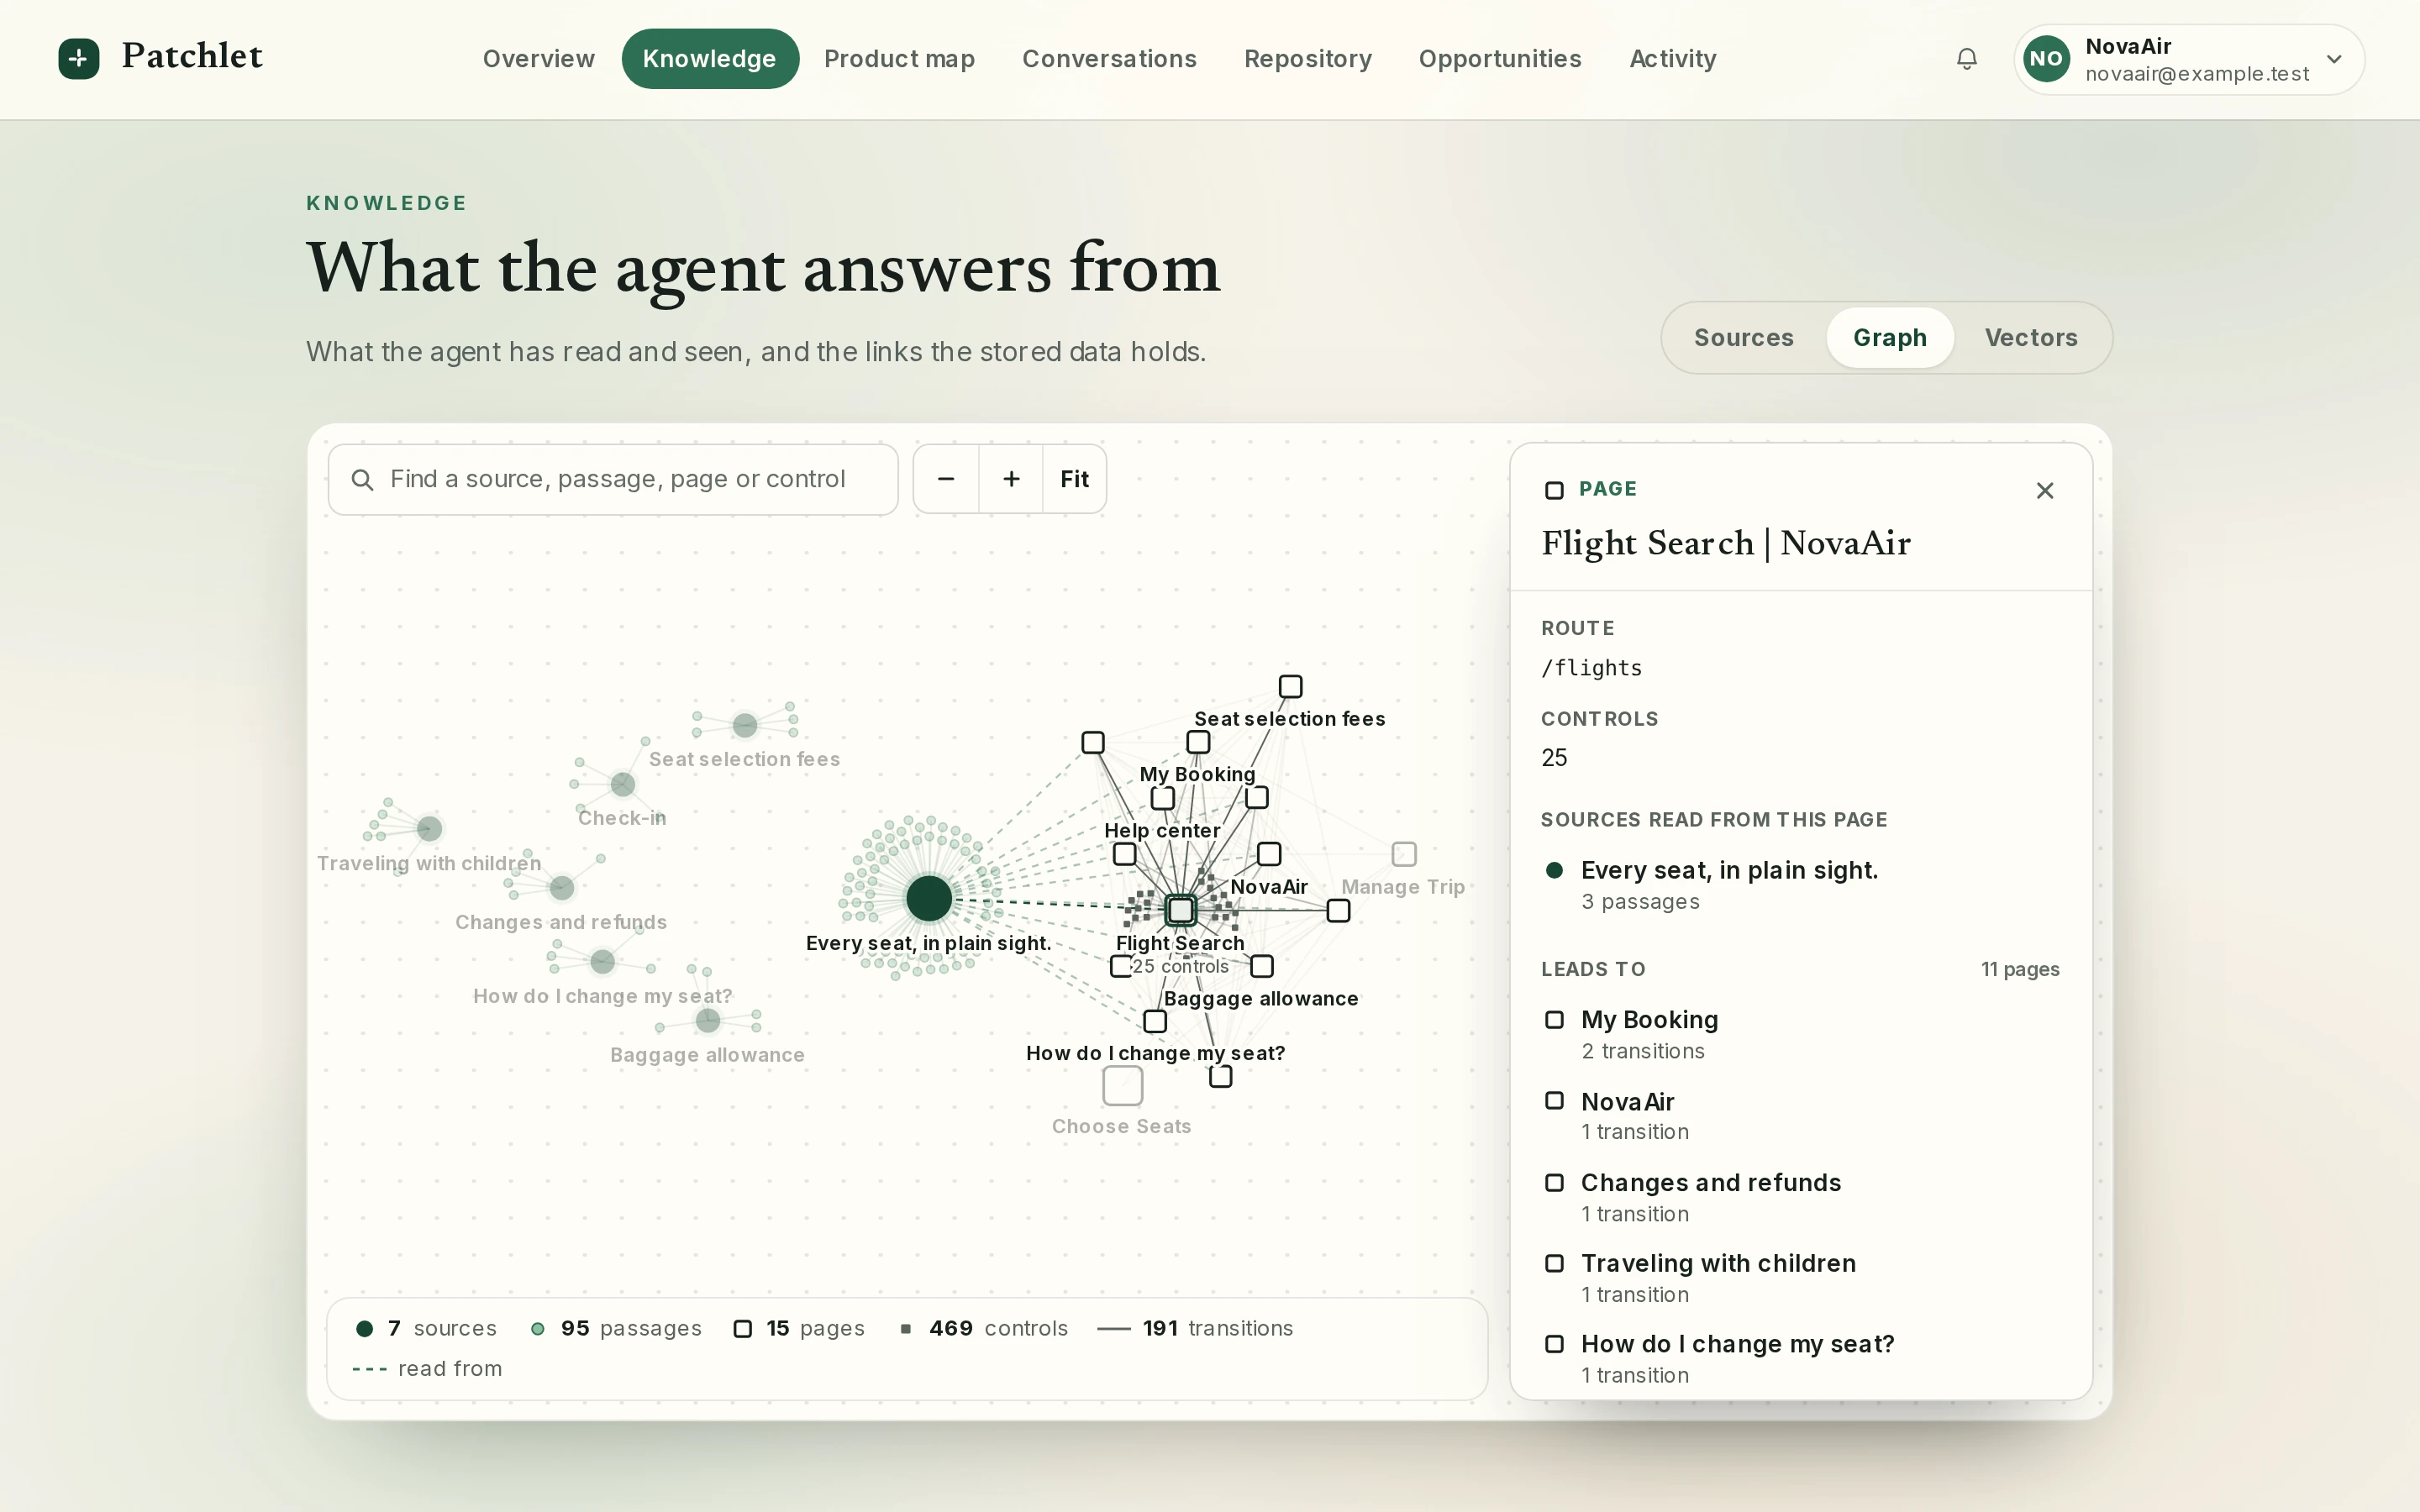 Patchlet
Overview
Knowledge
Product map
Conversations
Repository
Opportunities
Activity
NO
NovaAir
novaair@example.test
KNOWLEDGE
What the agent answers from
What the agent has read and seen, and the links the stored data holds.
Sources
Graph
Vectors
Find a source, passage, page or control
Fit
Seat selection fees
Check-in
Traveling with children
Changes and refunds
How do I change my seat?
Baggage allowance
Every seat, in plain sight.
Seat selection fees
My Booking
Help center
NovaAir
Manage Trip
Flight Search
25 controls
Baggage allowance
How do I change my seat?
Choose Seats
7 sources
95 passages
15 pages
469 controls
191 transitions
read from
PAGE
Flight Search | NovaAir
ROUTE
/flights
CONTROLS
25
SOURCES READ FROM THIS PAGE
Every seat, in plain sight.
3 passages
LEADS TO
11 pages
My Booking
2 transitions
NovaAir
1 transition
Changes and refunds
1 transition
Traveling with children
1 transition
How do I change my seat?
1 transition